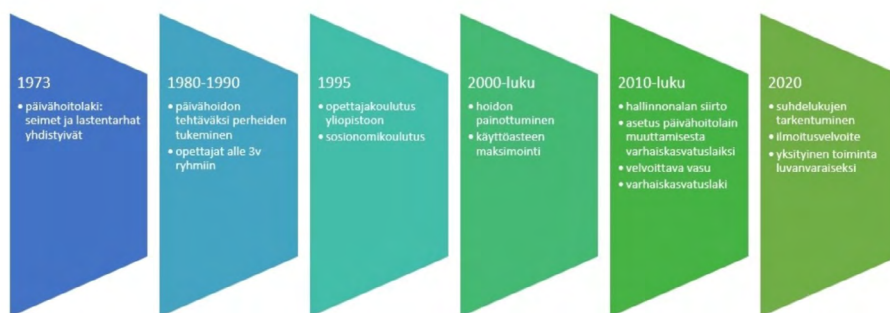 1973
• päivähoitolaki:
seimet ja lastentarhat
yhdistyivät
1980-1990
• päivähoidon
tehtäväksi perheiden
tukeminen
• opettajat alle 3v
ryhmiin
1995
• opettajakoulutus
yliopistoon
• sosionomikoulutus
2000-luku
• hoidon
painottuminen
• käyttöasteen
maksimointi
2010-luku
• hallinnonalan siirto
• asetus päivähoitolain
muuttamisesta
varhaiskasvatuslaiksi
• velvoittava vasu
• varhaiskasvatuslaki
2020
• suhdelukujen
tarkentuminen
• ilmoitusvelvoite
• yksityinen toiminta
luvanvaraiseksi